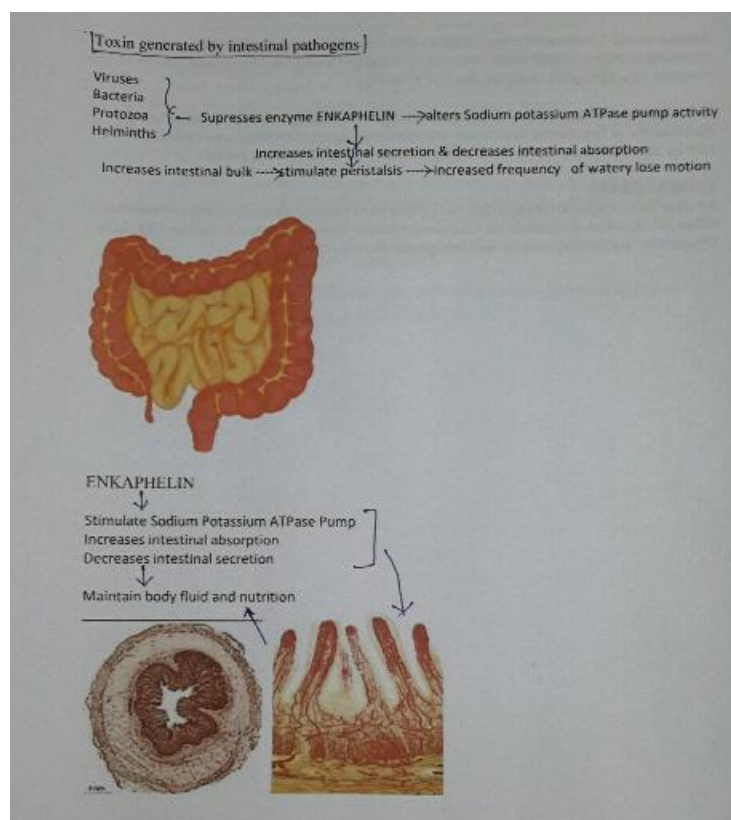 Toxin generated by intestinal pathogens
Viruses
Bacteria
Protozoa
Helminths
Supresses enzyme ENKAPHELIN ---->alters Sodium potassium ATPase pump activity
Increases intestinal secretion & decreases intestinal absorption
Increases intestinal bulk ---->stimulate peristalsis ---->increased frequency of watery lose motion
ENKAPHELIN
Stimulate Sodium Potassium ATPase Pump
Increases intestinal absorption
Decreases intestinal secretion
Maintain body fluid and nutrition